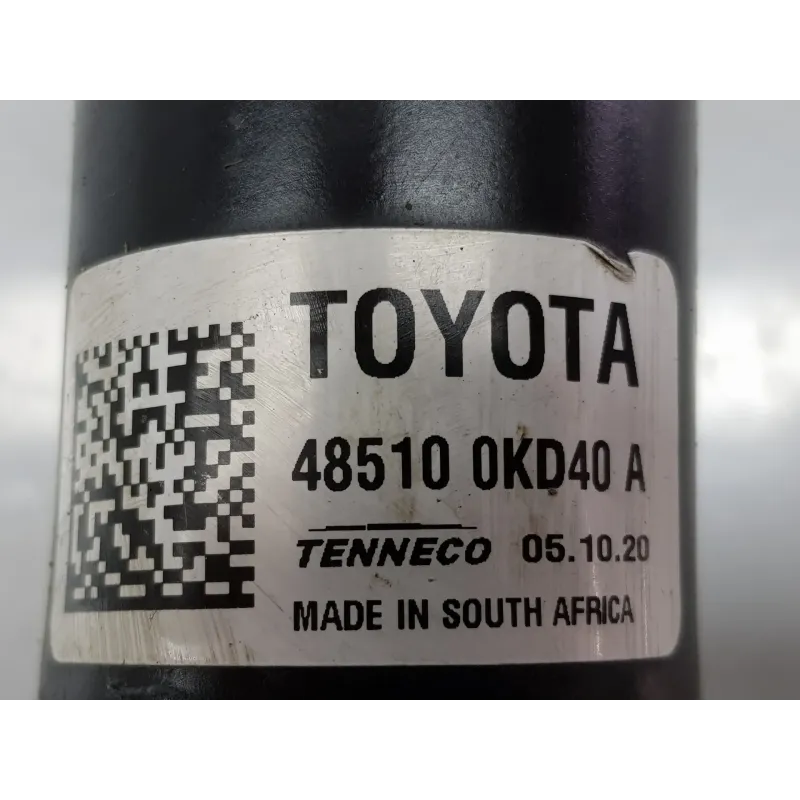 TOYOTA
48510 0KD40 A
TENNECO 05.10.20
MADE IN SOUTH AFRICA